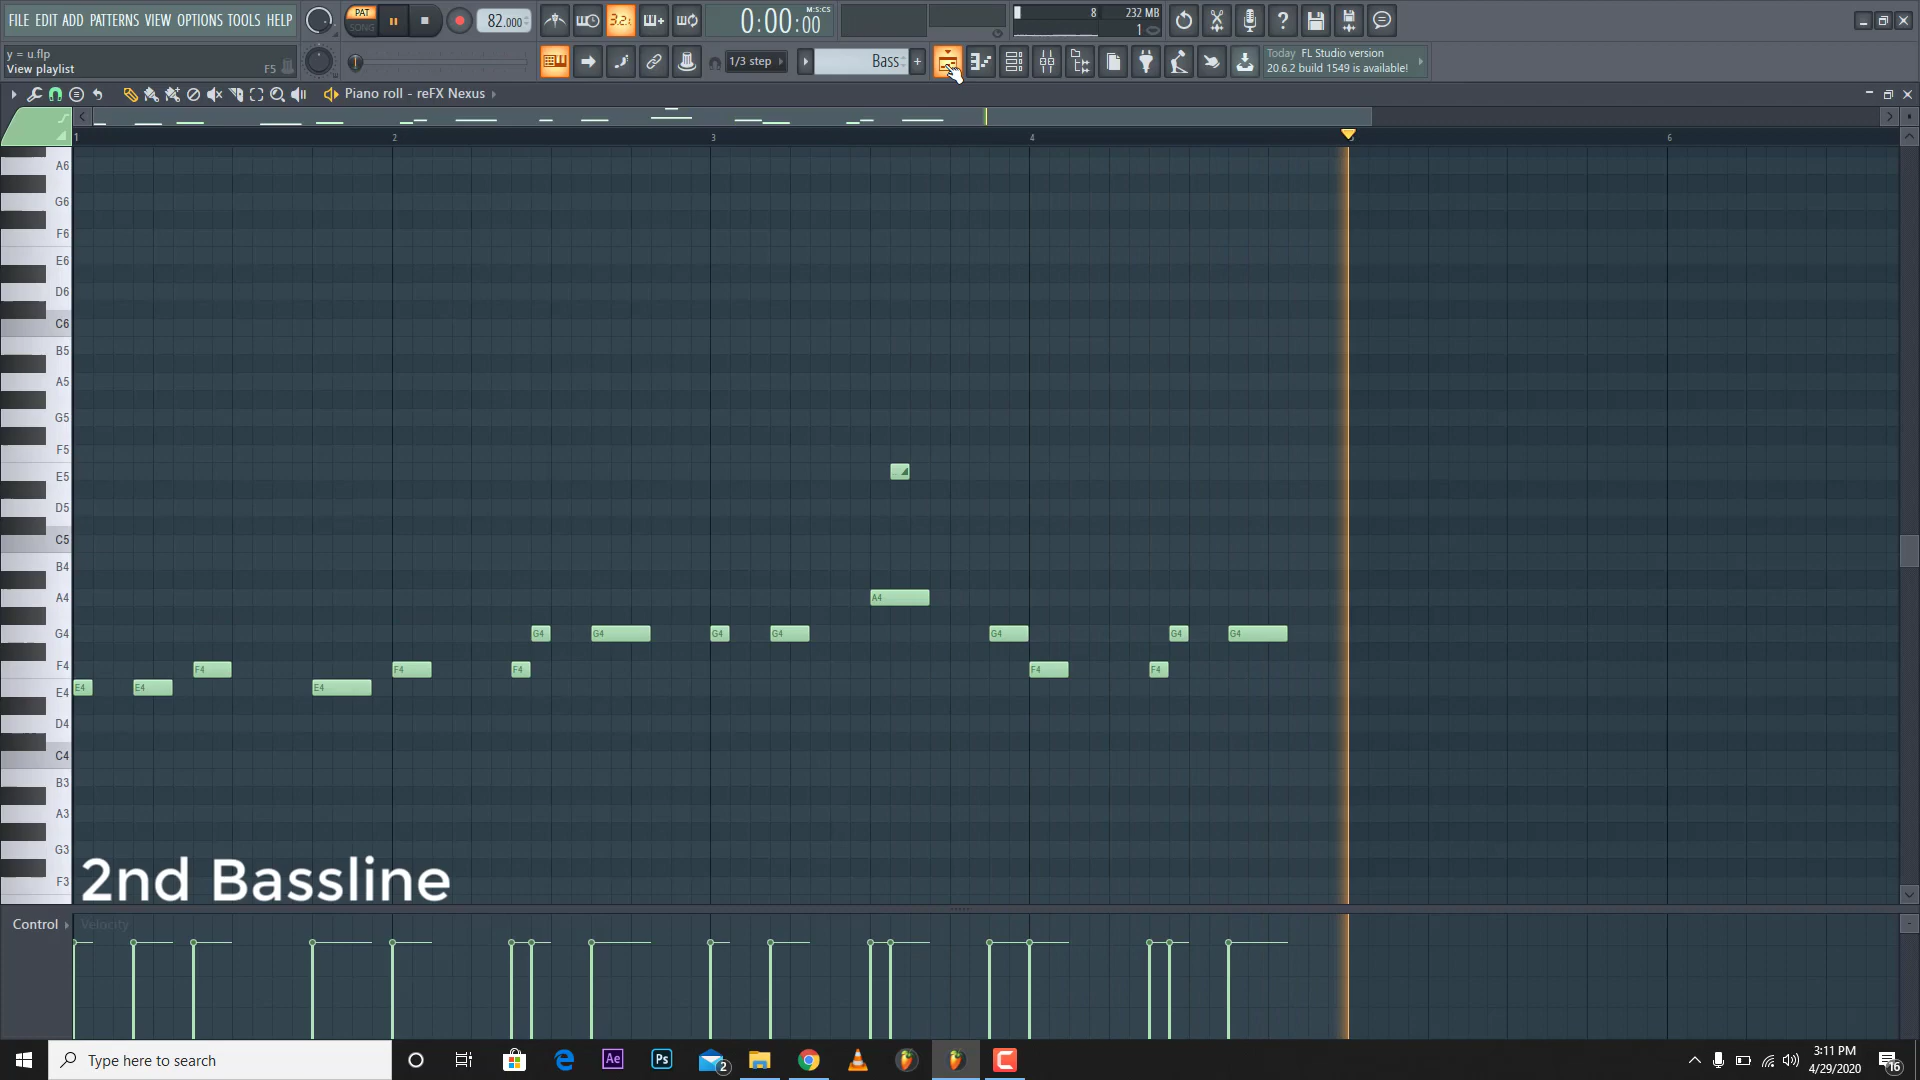 FILE EDIT ADD PATTERNS VIEW OPTIONS TOOLS HELP
PAT
SONG
3.2.
82.000
0:00:00
M:S:CS
8
232 MB
1
y = u.flp
View playlist
F5
1/3 step
Bass
Today FL Studio version
20.6.2 build 1549 is available!
Piano roll - reFX Nexus
1
2
3
4
5
6
A6
G6
F6
E6
D6
C6
B5
A5
G5
F5
E5
D5
C5
B4
A4
A4
G4
G4
G4
G4
G4
G4
G4
G4
F4
F4
F4
F4
F4
F4
E4
E4
E4
E4
D4
C4
B3
A3
G3
F3
2nd Bassline
Control
Velocity
Type here to search
Ae
Ps
2
3:11 PM
4/29/2020
16